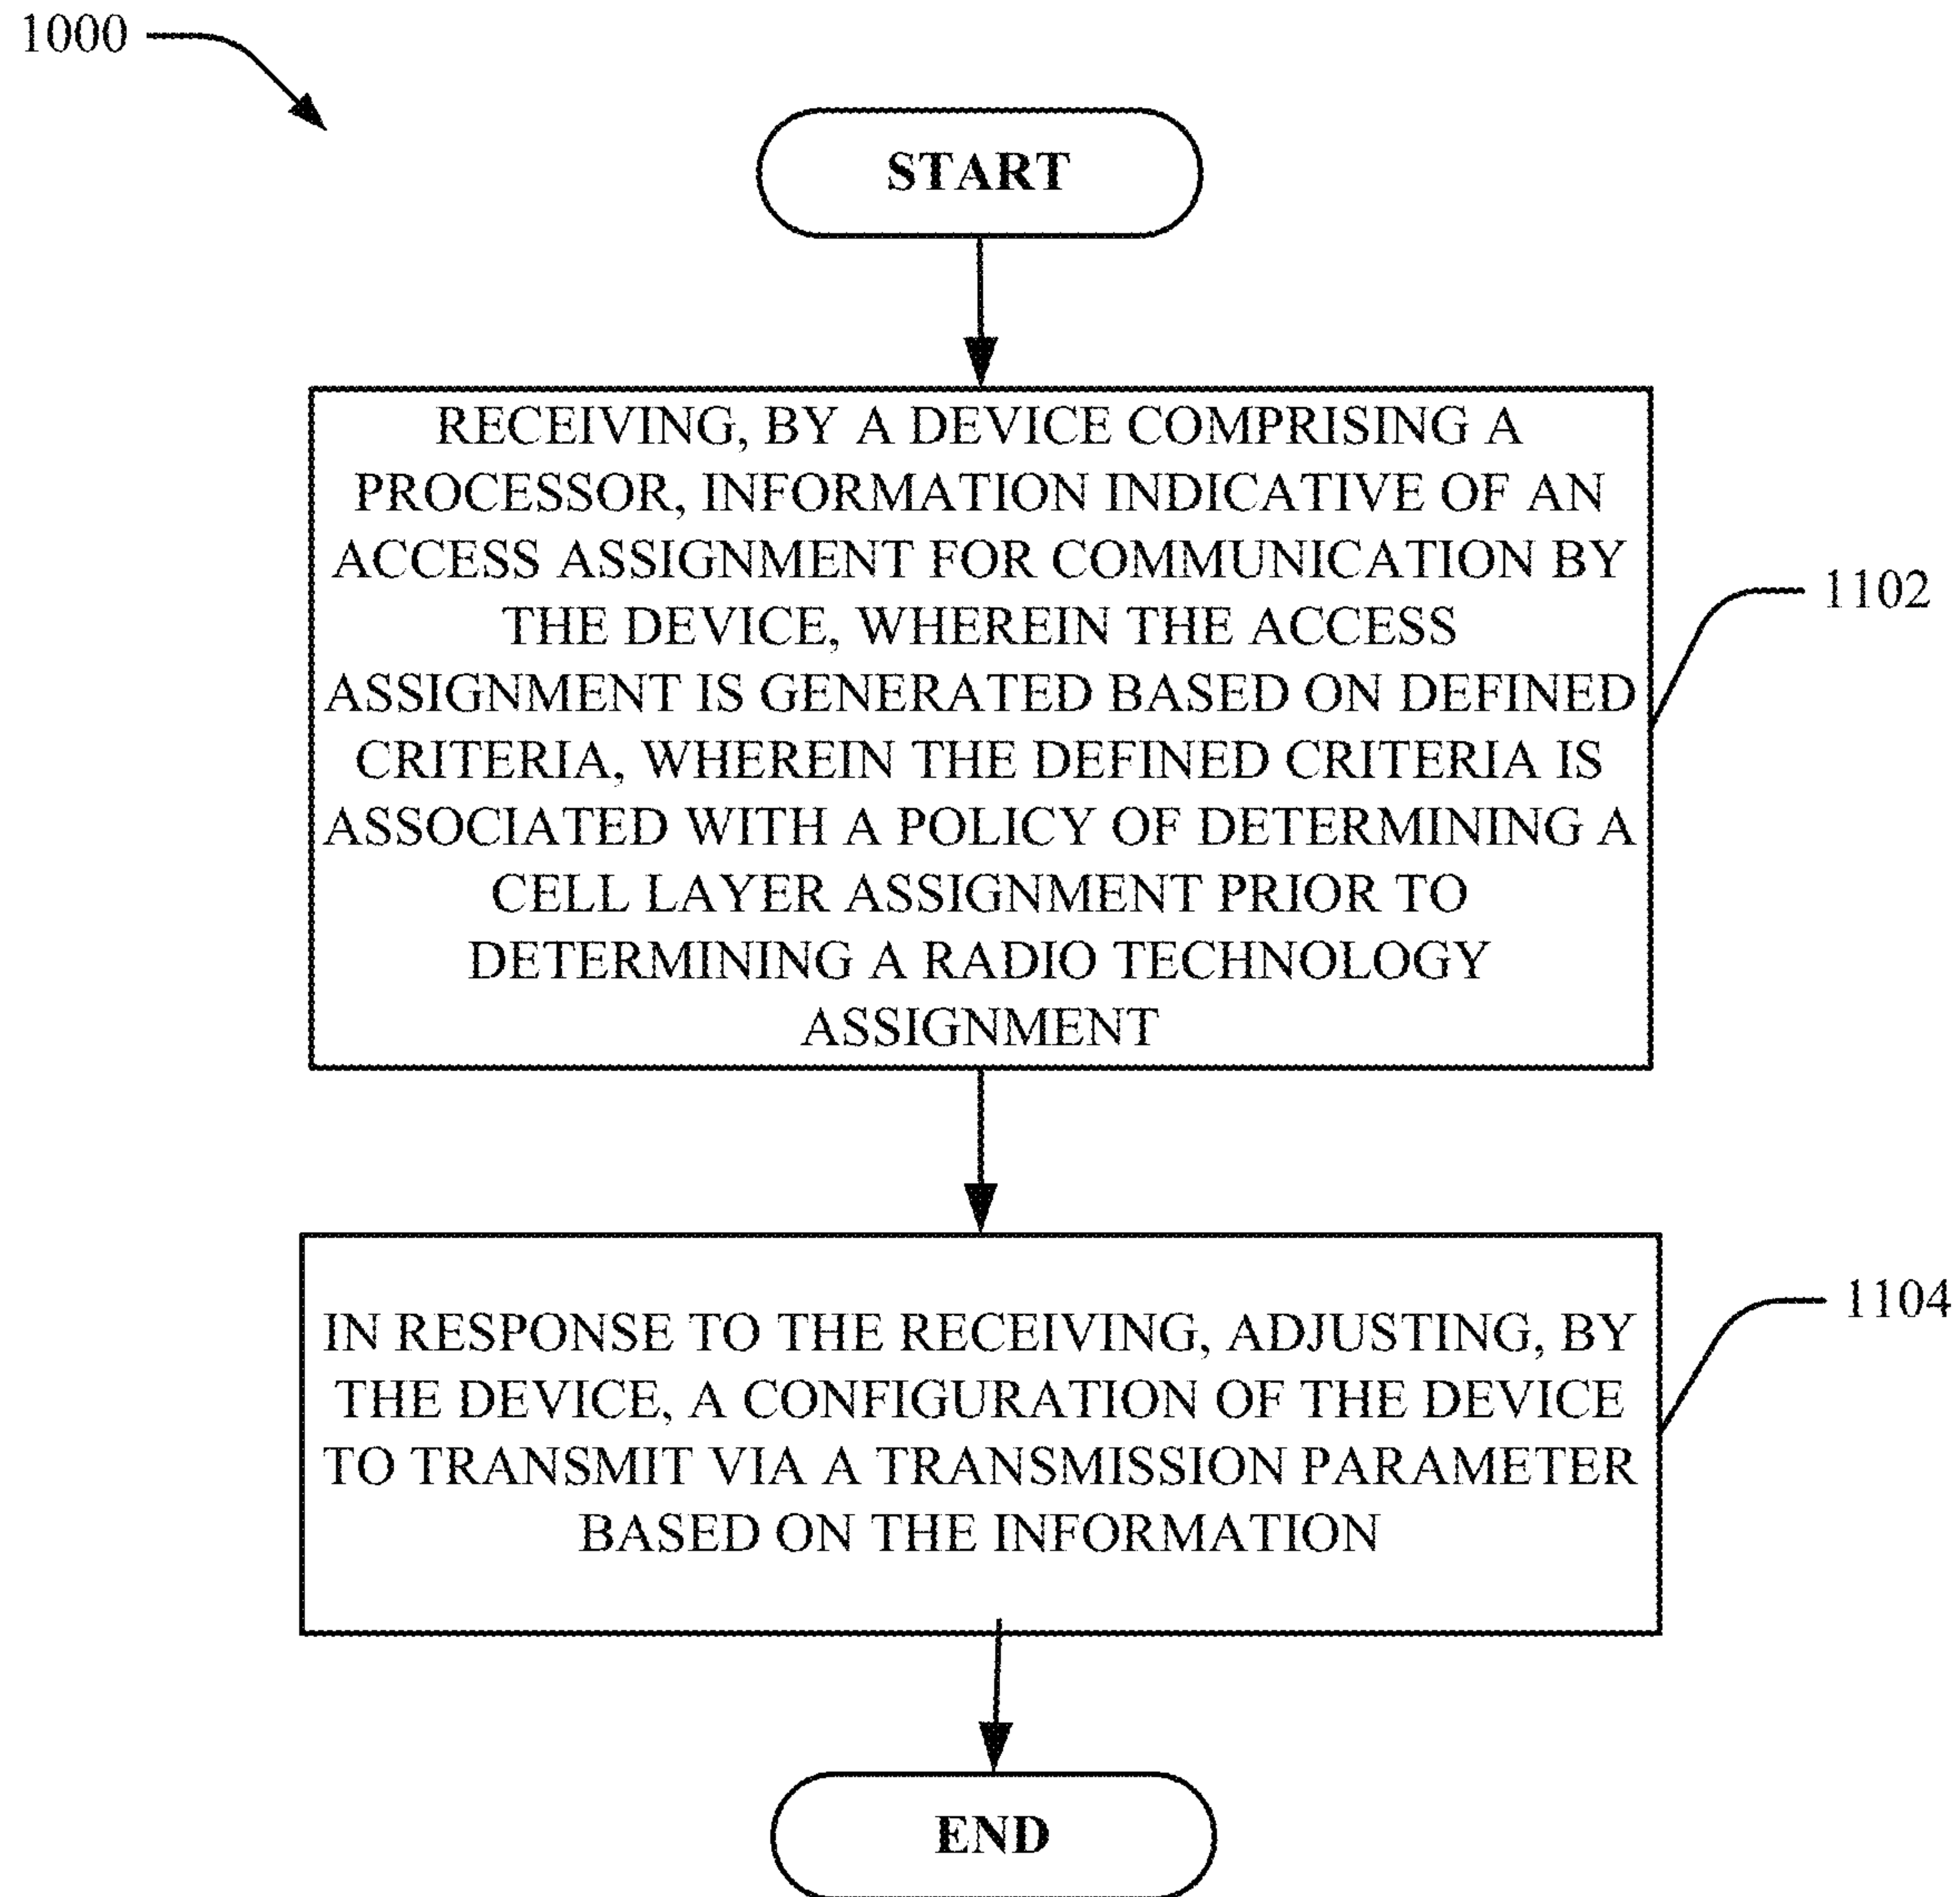 1000
START
RECEIVING, BY A DEVICE COMPRISING A
PROCESSOR, INFORMATION INDICATIVE OF AN
ACCESS ASSIGNMENT FOR COMMUNICATION BY
THE DEVICE, WHEREIN THE ACCESS
ASSIGNMENT IS GENERATED BASED ON DEFINED
CRITERIA, WHEREIN THE DEFINED CRITERIA IS
ASSOCIATED WITH A POLICY OF DETERMINING A
CELL LAYER ASSIGNMENT PRIOR TO
DETERMINING A RADIO TECHNOLOGY
ASSIGNMENT
1102
IN RESPONSE TO THE RECEIVING, ADJUSTING, BY
THE DEVICE, A CONFIGURATION OF THE DEVICE
TO TRANSMIT VIA A TRANSMISSION PARAMETER
BASED ON THE INFORMATION
1104
END